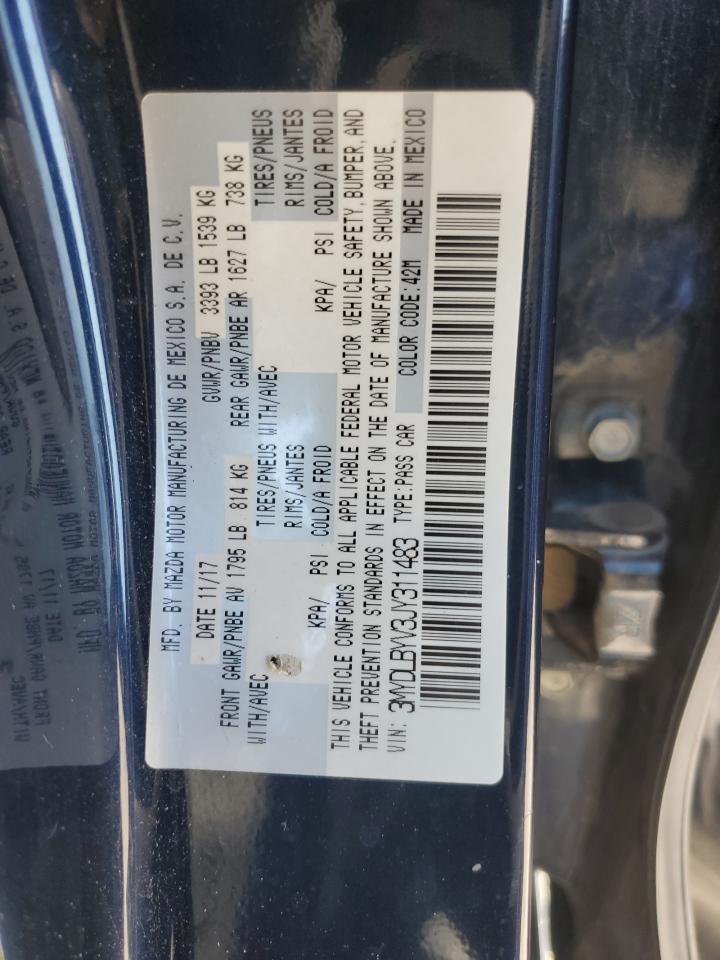 MFD. BY MAZDA MOTOR MANUFACTURING DE MEXICO S.A. DE C.V.
DATE 11/17 GVWR/PNBV 3393 LB 1539 KG
FRONT GAWR/PNBE AV 1795 LB 814 KG REAR GAWR/PNBE AR 1627 LB 738 KG
WITH/AVEC TIRES/PNEUS WITH/AVEC TIRES/PNEUS
RIMS/JANTES RIMS/JANTES
KPA/ PSI COLD/A FROID KPA/ PSI COLD/A FROID
THIS VEHICLE CONFORMS TO ALL APPLICABLE FEDERAL MOTOR VEHICLE SAFETY, BUMPER, AND
THEFT PREVENTION STANDARDS IN EFFECT ON THE DATE OF MANUFACTURE SHOWN ABOVE.
VIN: 3MYDLBYV3JY311483 TYPE:PASS CAR COLOR CODE:42M MADE IN MEXICO